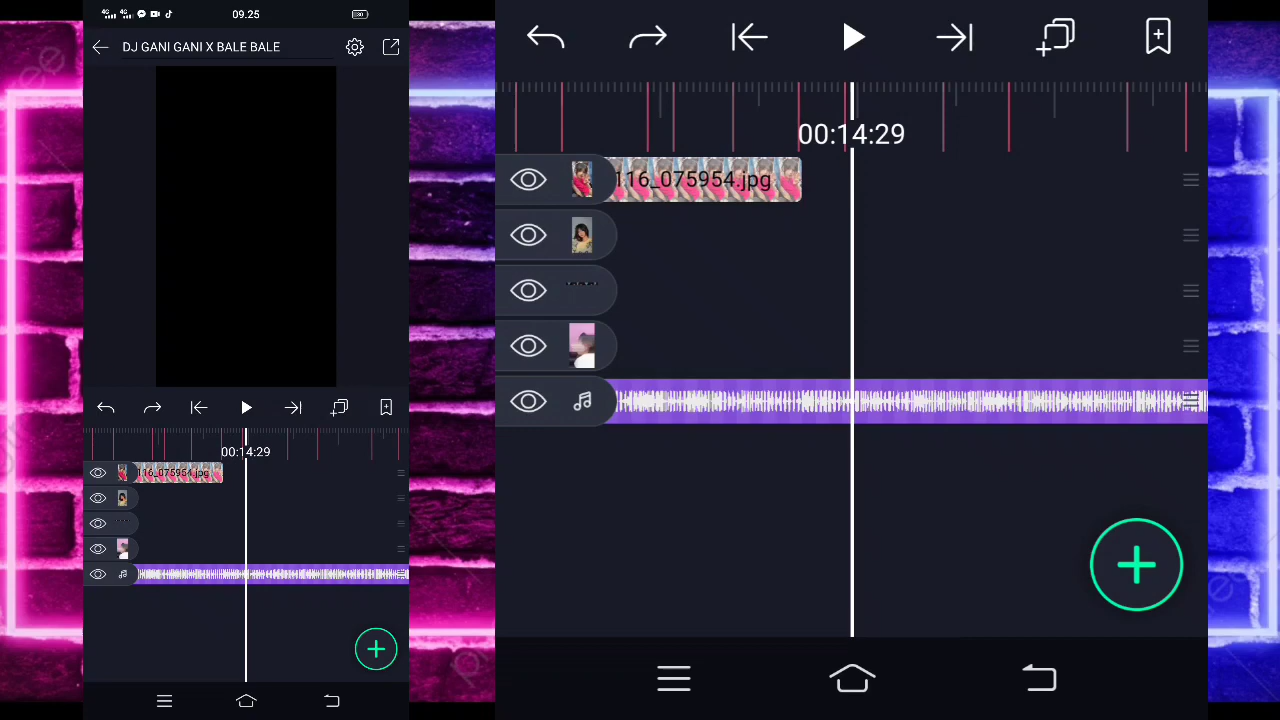 09.25
DJ GANI GANI X BALE BALE
00:14:29
116_075954.jpg
00:14:29
116_075954.jpg